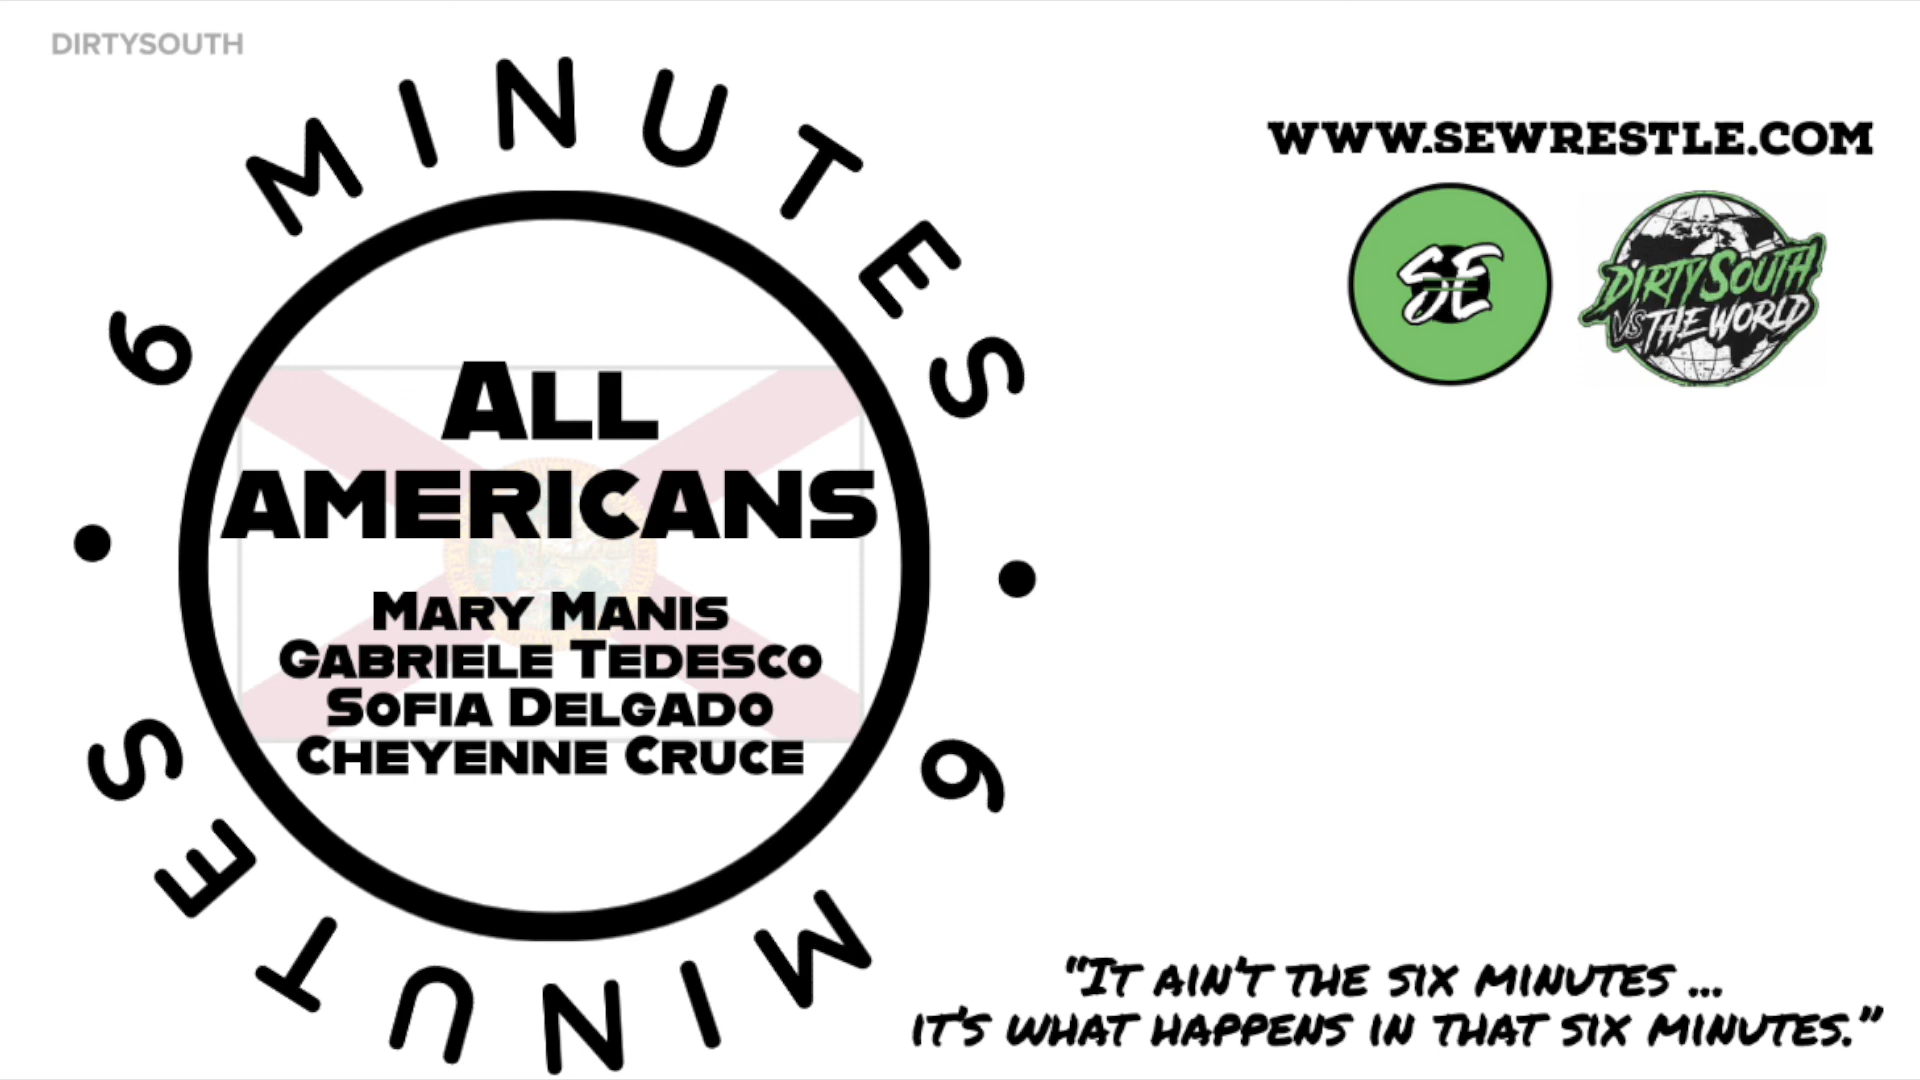 DIRTYSOUTH
6 MINUTES • 6 MINUTES •
ALL
AMERICANS
MARY MANIS
GABRIELE TEDESCO
SOFIA DELGADO
CHEYENNE CRUCE
WWW.SEWRESTLE.COM
SE
DIRTY SOUTH
VS THE WORLD
“IT AIN'T THE SIX MINUTES ...
IT'S WHAT HAPPENS IN THAT SIX MINUTES.”